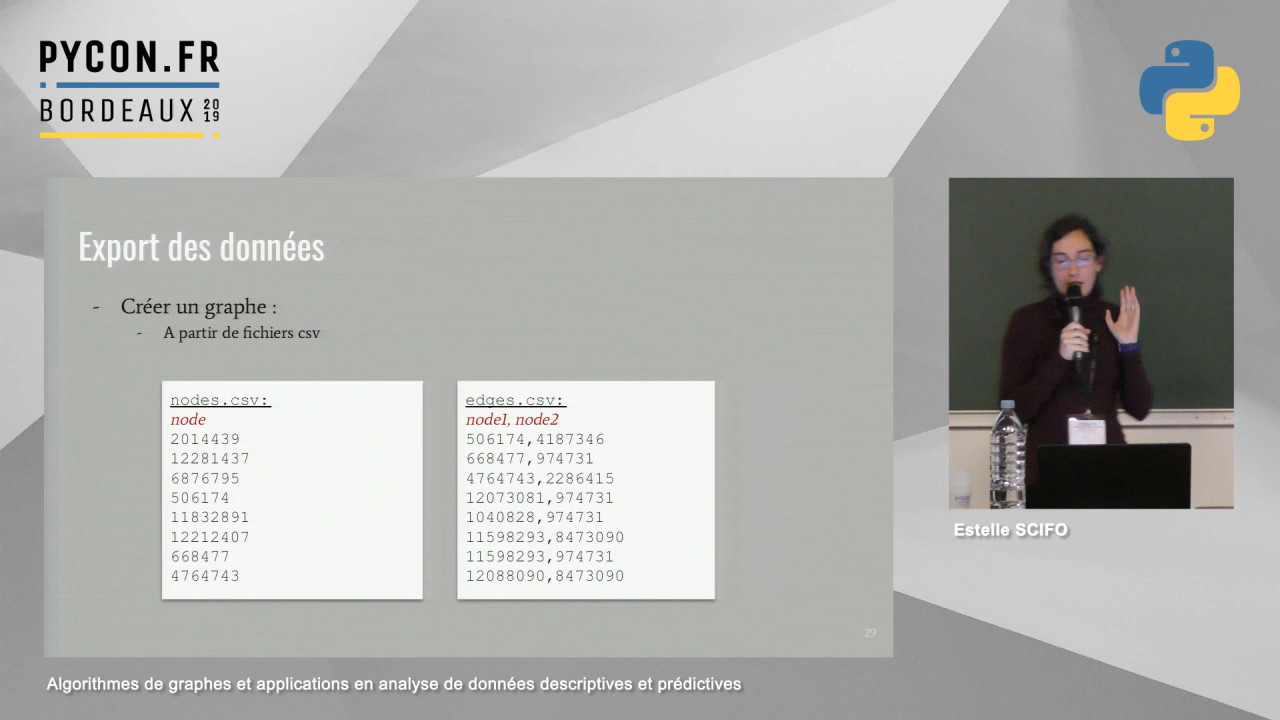 PYCON.FR
BORDEAUX 2019
Export des données
- Créer un graphe :
- A partir de fichiers csv
nodes.csv:
node
2014439
12281437
6876795
506174
11832891
12212407
668477
4764743
edges.csv:
node1, node2
506174,4187346
668477,974731
4764743,2286415
12073081,974731
1040828,974731
11598293,8473090
11598293,974731
12088090,8473090
29
Estelle SCIFO
Algorithmes de graphes et applications en analyse de données descriptives et prédictives